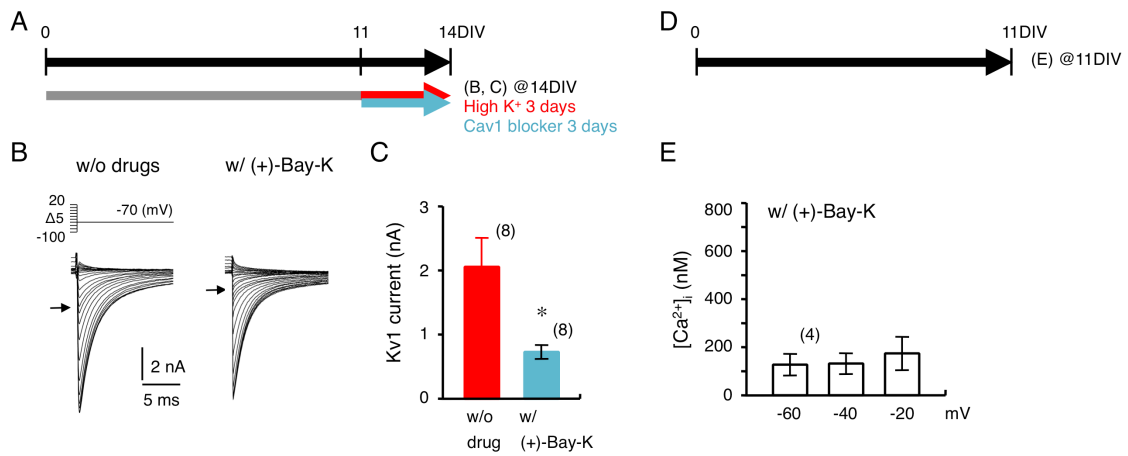 A
0 11 14DIV
(B, C) @14DIV
High K⁺ 3 days
Cav1 blocker 3 days
D
0 11DIV
(E) @11DIV
B
w/o drugs w/ (+)-Bay-K
20
Δ5
-100
-70 (mV)
2 nA
5 ms
C
Kv1 current (nA)
3
2
1
0
(8)
*
(8)
w/o
drug
w/
(+)-Bay-K
E
w/ (+)-Bay-K
[Ca²⁺]i (nM)
800
600
400
200
0
(4)
-60 -40 -20 mV